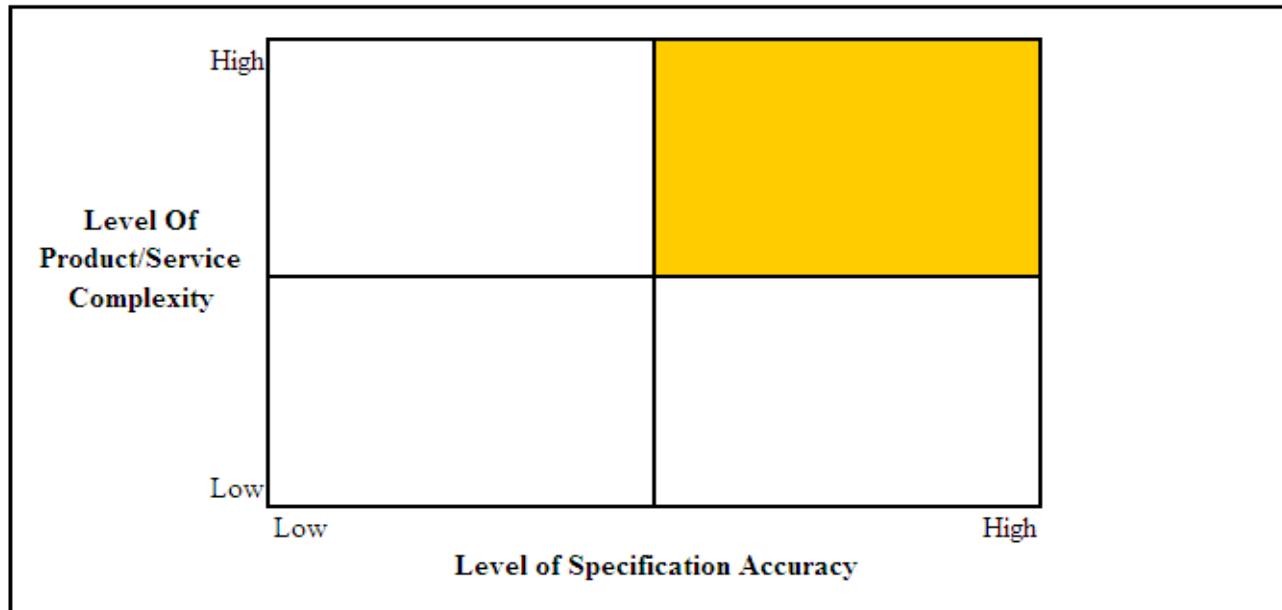 High
Level Of
Product/Service
Complexity
Low
Low
High
Level of Specification Accuracy